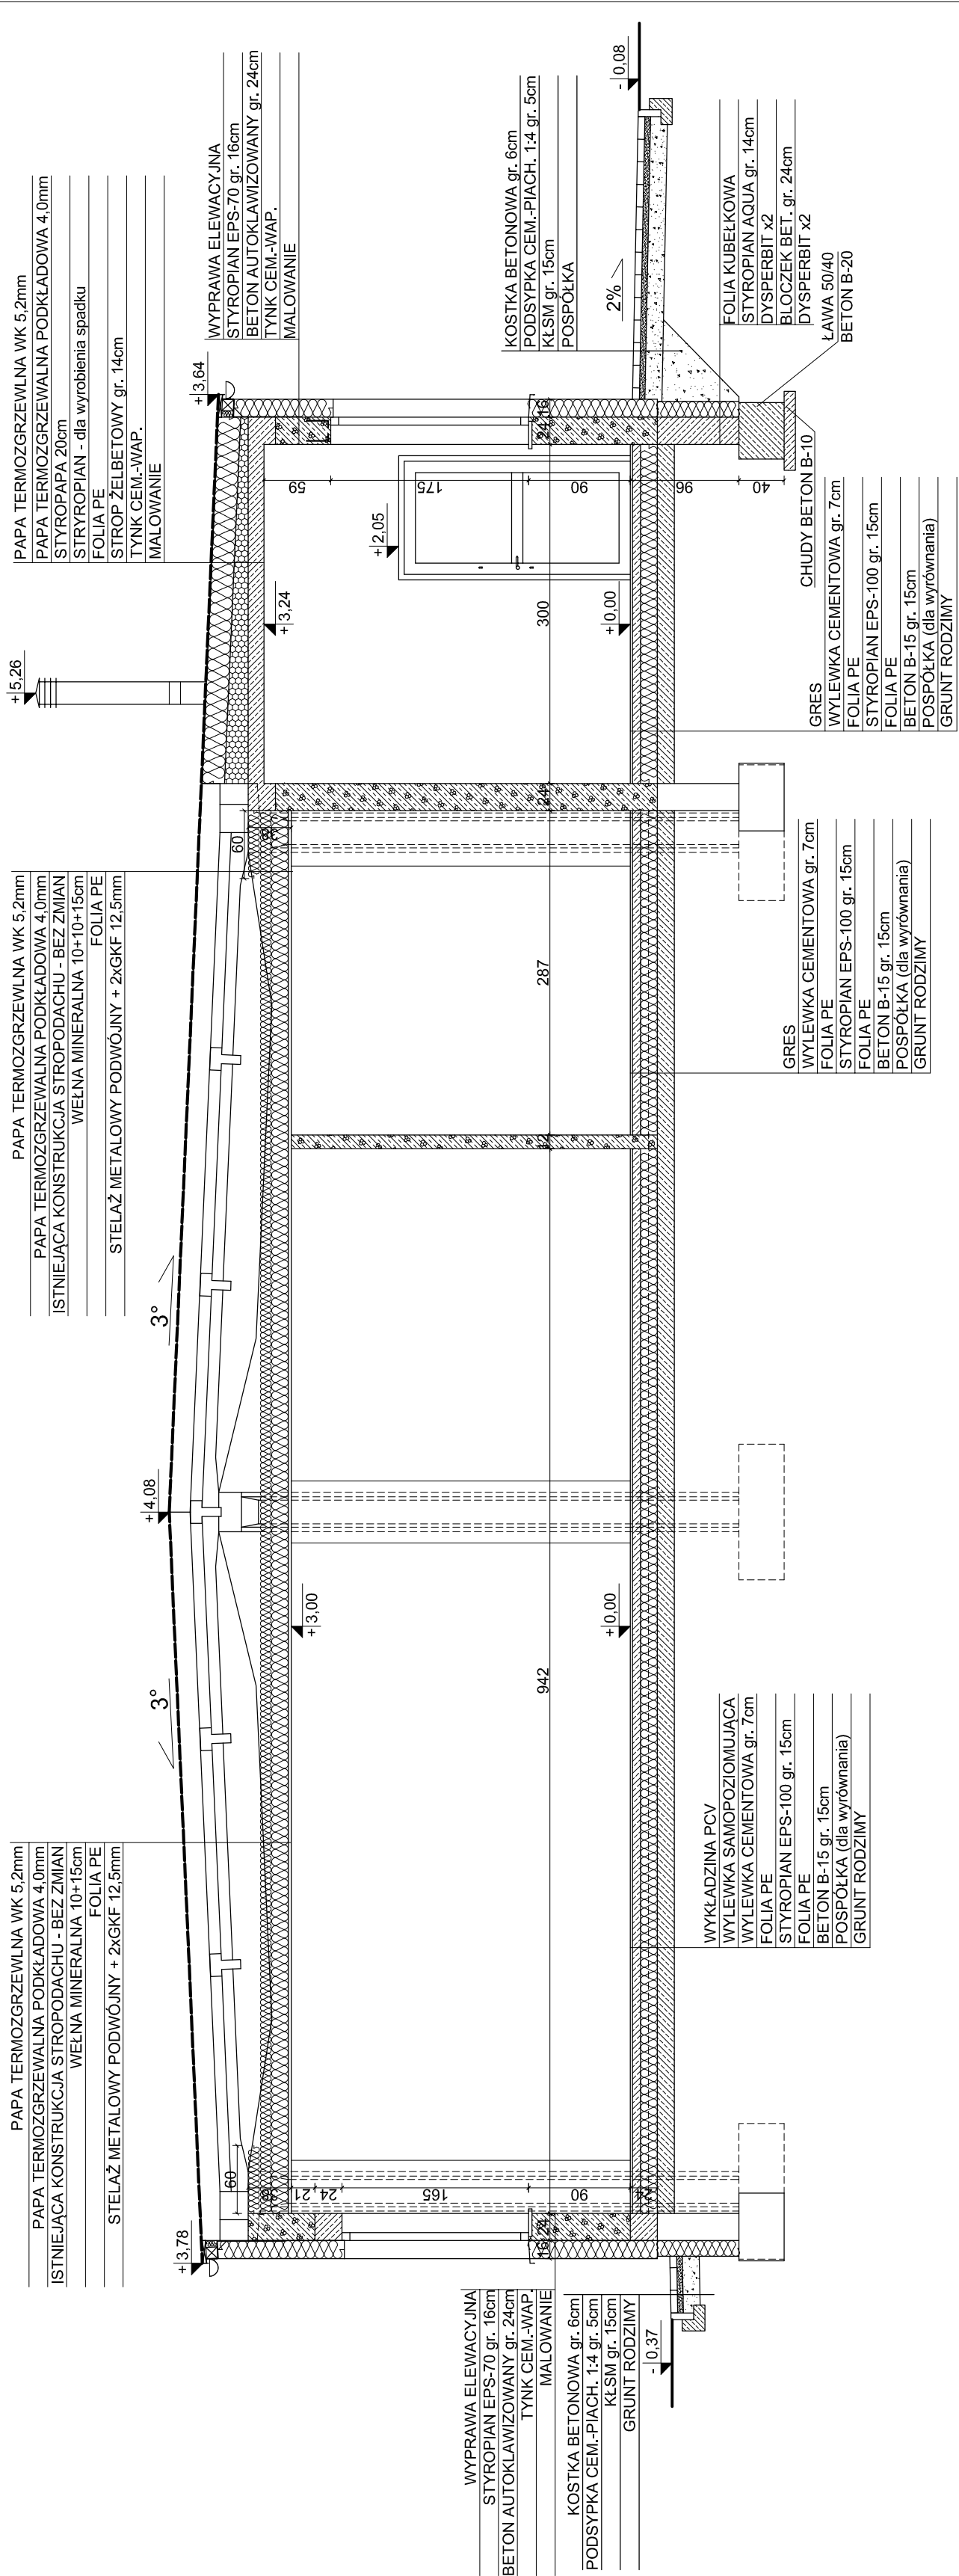 PAPA TERMOZGRZEWLNA WK 5,2mm
PAPA TERMOZGRZEWALNA PODKŁADOWA 4,0mm
ISTNIEJĄCA KONSTRUKCJA STROPODACHU - BEZ ZMIAN
WEŁNA MINERALNA 10+15cm
FOLIA PE
STELAŻ METALOWY PODWÓJNY + 2xGKF 12,5mm
PAPA TERMOZGRZEWLNA WK 5,2mm
PAPA TERMOZGRZEWALNA PODKŁADOWA 4,0mm
ISTNIEJĄCA KONSTRUKCJA STROPODACHU - BEZ ZMIAN
WEŁNA MINERALNA 10+10+15cm
FOLIA PE
STELAŻ METALOWY PODWÓJNY + 2xGKF 12,5mm
PAPA TERMOZGRZEWLNA WK 5,2mm
PAPA TERMOZGRZEWALNA PODKŁADOWA 4,0mm
STYROPAPA 20cm
STRYROPIAN - dla wyrobienia spadku
FOLIA PE
STROP ŻELBETOWY gr. 14cm
TYNK CEM.-WAP.
MALOWANIE
WYPRAWA ELEWACYJNA
STYROPIAN EPS-70 gr. 16cm
BETON AUTOKLAWIZOWANY gr. 24cm
TYNK CEM.-WAP.
MALOWANIE
+3,78
3°
+4,08
3°
+5,26
+3,64
60
60
+3,00
+3,24
+2,05
21
24
165
90
24
59
175
90
96
40
16 24
942
12
287
24
300
24 16
+0,00
+0,00
WYPRAWA ELEWACYJNA
STYROPIAN EPS-70 gr. 16cm
BETON AUTOKLAWIZOWANY gr. 24cm
TYNK CEM.-WAP.
MALOWANIE
KOSTKA BETONOWA gr. 6cm
PODSYPKA CEM.-PIACH. 1:4 gr. 5cm
KŁSM gr. 15cm
GRUNT RODZIMY
- 0,37
KOSTKA BETONOWA gr. 6cm
PODSYPKA CEM.-PIACH. 1:4 gr. 5cm
KŁSM gr. 15cm
POSPÓŁKA
2%
- 0,08
WYKŁADZINA PCV
WYLEWKA SAMOPOZIOMUJĄCA
WYLEWKA CEMENTOWA gr. 7cm
FOLIA PE
STYROPIAN EPS-100 gr. 15cm
FOLIA PE
BETON B-15 gr. 15cm
POSPÓŁKA (dla wyrównania)
GRUNT RODZIMY
GRES
WYLEWKA CEMENTOWA gr. 7cm
FOLIA PE
STYROPIAN EPS-100 gr. 15cm
FOLIA PE
BETON B-15 gr. 15cm
POSPÓŁKA (dla wyrównania)
GRUNT RODZIMY
GRES
WYLEWKA CEMENTOWA gr. 7cm
FOLIA PE
STYROPIAN EPS-100 gr. 15cm
FOLIA PE
BETON B-15 gr. 15cm
POSPÓŁKA (dla wyrównania)
GRUNT RODZIMY
CHUDY BETON B-10
FOLIA KUBEŁKOWA
STYROPIAN AQUA gr. 14cm
DYSPERBIT x2
BLOCZEK BET. gr. 24cm
DYSPERBIT x2
ŁAWA 50/40
BETON B-20